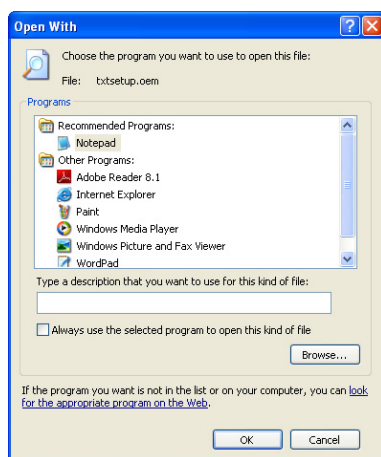 Open With
Choose the program you want to use to open this file:
File: txtsetup.oem
Programs
Recommended Programs:
Notepad
Other Programs:
Adobe Reader 8.1
Internet Explorer
Paint
Windows Media Player
Windows Picture and Fax Viewer
WordPad
Type a description that you want to use for this kind of file:
Always use the selected program to open this kind of file
Browse...
If the program you want is not in the list or on your computer, you can look
for the appropriate program on the Web.
OK Cancel